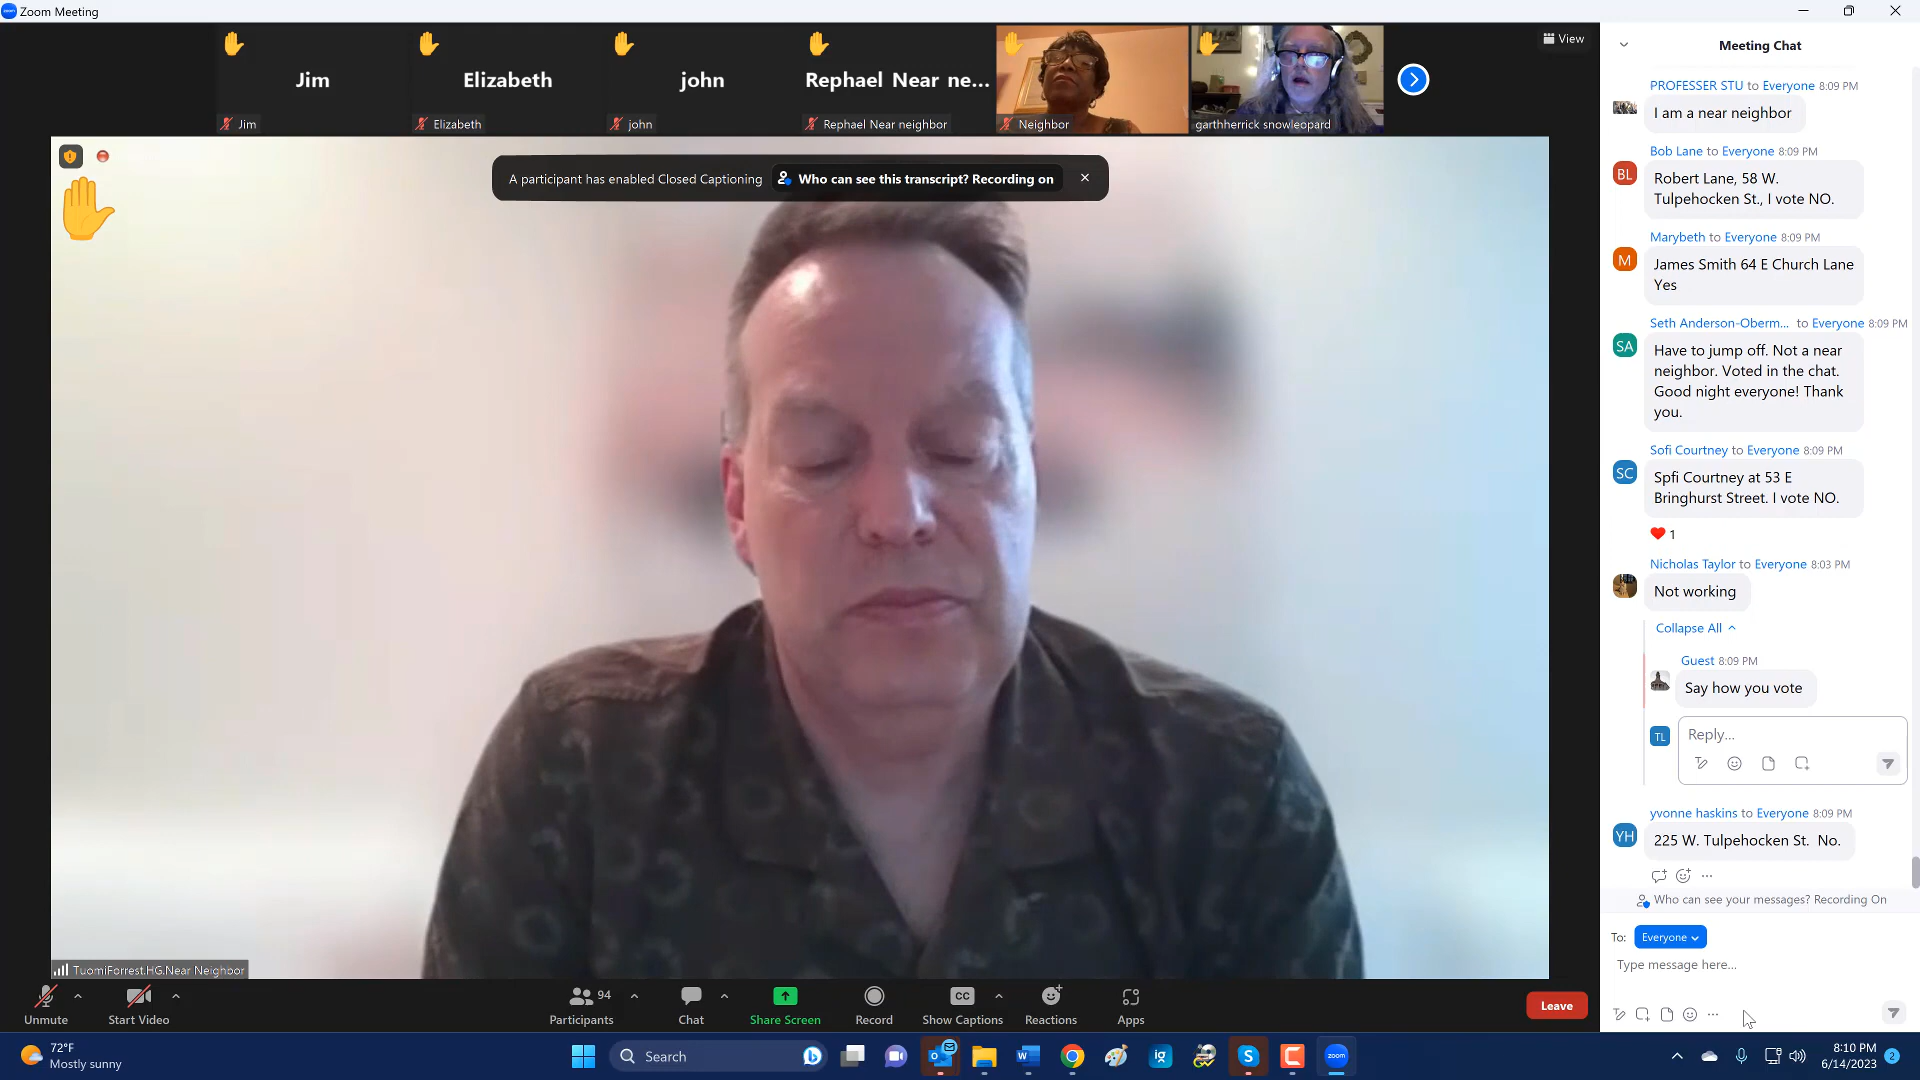 Zoom Meeting
Jim
Elizabeth
john
Rephael Near ne...
Jim
Elizabeth
john
Rephael Near neighbor
Neighbor
garthherrick snowleopard
View
A participant has enabled Closed Captioning
Who can see this transcript? Recording on
TuomiForrest.HG.Near Neighbor
Meeting Chat
PROFESSER STU to Everyone 8:09 PM
I am a near neighbor
Bob Lane to Everyone 8:09 PM
BL
Robert Lane, 58 W.
Tulpehocken St., I vote NO.
Marybeth to Everyone 8:09 PM
M
James Smith 64 E Church Lane
Yes
Seth Anderson-Oberm... to Everyone 8:09 PM
SA
Have to jump off. Not a near
neighbor. Voted in the chat.
Good night everyone! Thank
you.
Sofi Courtney to Everyone 8:09 PM
SC
Spfi Courtney at 53 E
Bringhurst Street. I vote NO.
1
Nicholas Taylor to Everyone 8:03 PM
Not working
Collapse All
Guest 8:09 PM
Say how you vote
TL
Reply...
yvonne haskins to Everyone 8:09 PM
YH
225 W. Tulpehocken St.  No.
Who can see your messages? Recording On
To: Everyone
Type message here...
Unmute
Start Video
94
Participants
Chat
Share Screen
Record
CC
Show Captions
Reactions
Apps
Leave
72°F
Mostly sunny
Search
8:10 PM
6/14/2023
2